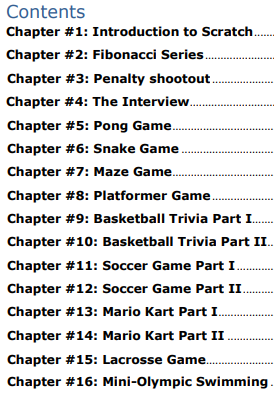 Contents
Chapter #1: Introduction to Scratch.......
Chapter #2: Fibonacci Series....................
Chapter #3: Penalty shootout..................
Chapter #4: The Interview........................
Chapter #5: Pong Game.............................
Chapter #6: Snake Game..........................
Chapter #7: Maze Game............................
Chapter #8: Platformer Game..................
Chapter #9: Basketball Trivia Part I......
Chapter #10: Basketball Trivia Part II..
Chapter #11: Soccer Game Part I...........
Chapter #12: Soccer Game Part II.........
Chapter #13: Mario Kart Part I...............
Chapter #14: Mario Kart Part II.............
Chapter #15: Lacrosse Game...................
Chapter #16: Mini-Olympic Swimming.